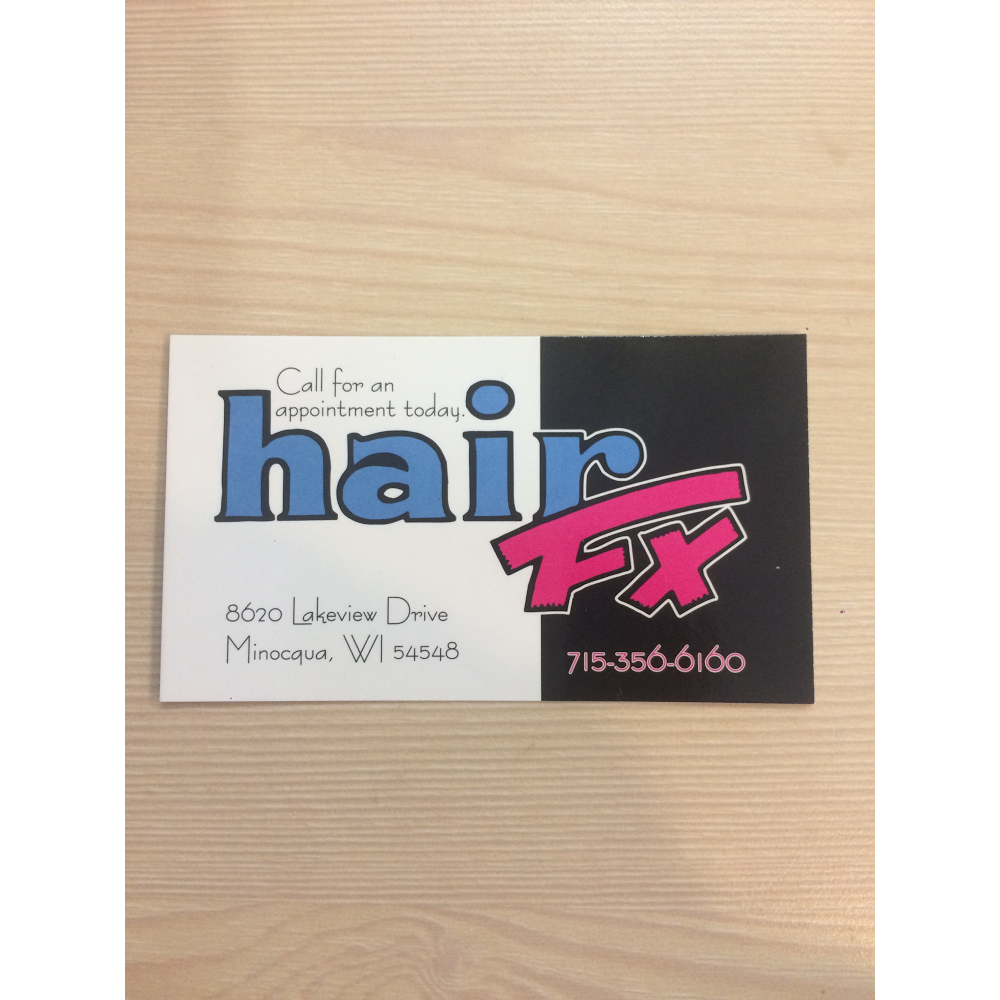 Call for an
appointment today.
hair
Fx
8620 Lakeview Drive
Minocqua, WI 54548
715-356-6160